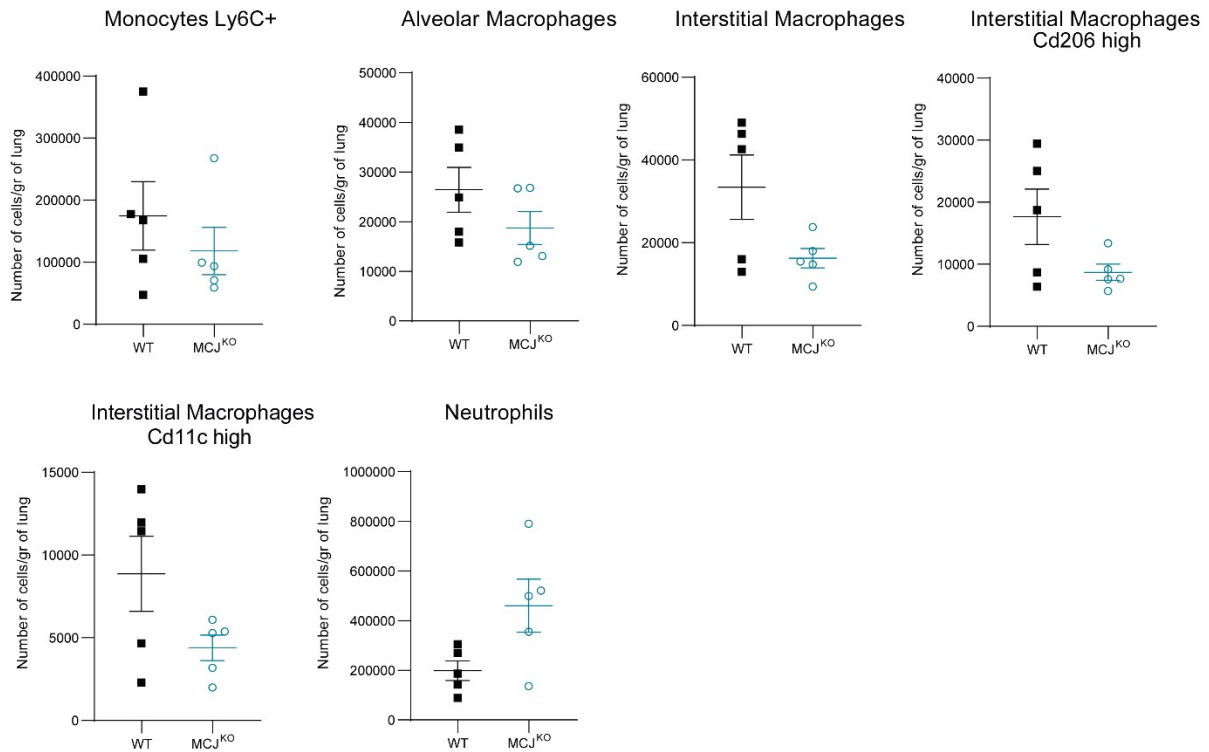 Monocytes Ly6C+
Number of cells/gr of lung
400000
300000
200000
100000
0
WT
MCJKO
Alveolar Macrophages
Number of cells/gr of lung
50000
40000
30000
20000
10000
0
WT
MCJKO
Interstitial Macrophages
Number of cells/gr of lung
60000
40000
20000
0
WT
MCJKO
Interstitial Macrophages
Cd206 high
Number of cells/gr of lung
40000
30000
20000
10000
0
WT
MCJKO
Interstitial Macrophages
Cd11c high
Number of cells/gr of lung
15000
10000
5000
0
WT
MCJKO
Neutrophils
Number of cells/gr of lung
1000000
800000
600000
400000
200000
0
WT
MCJKO